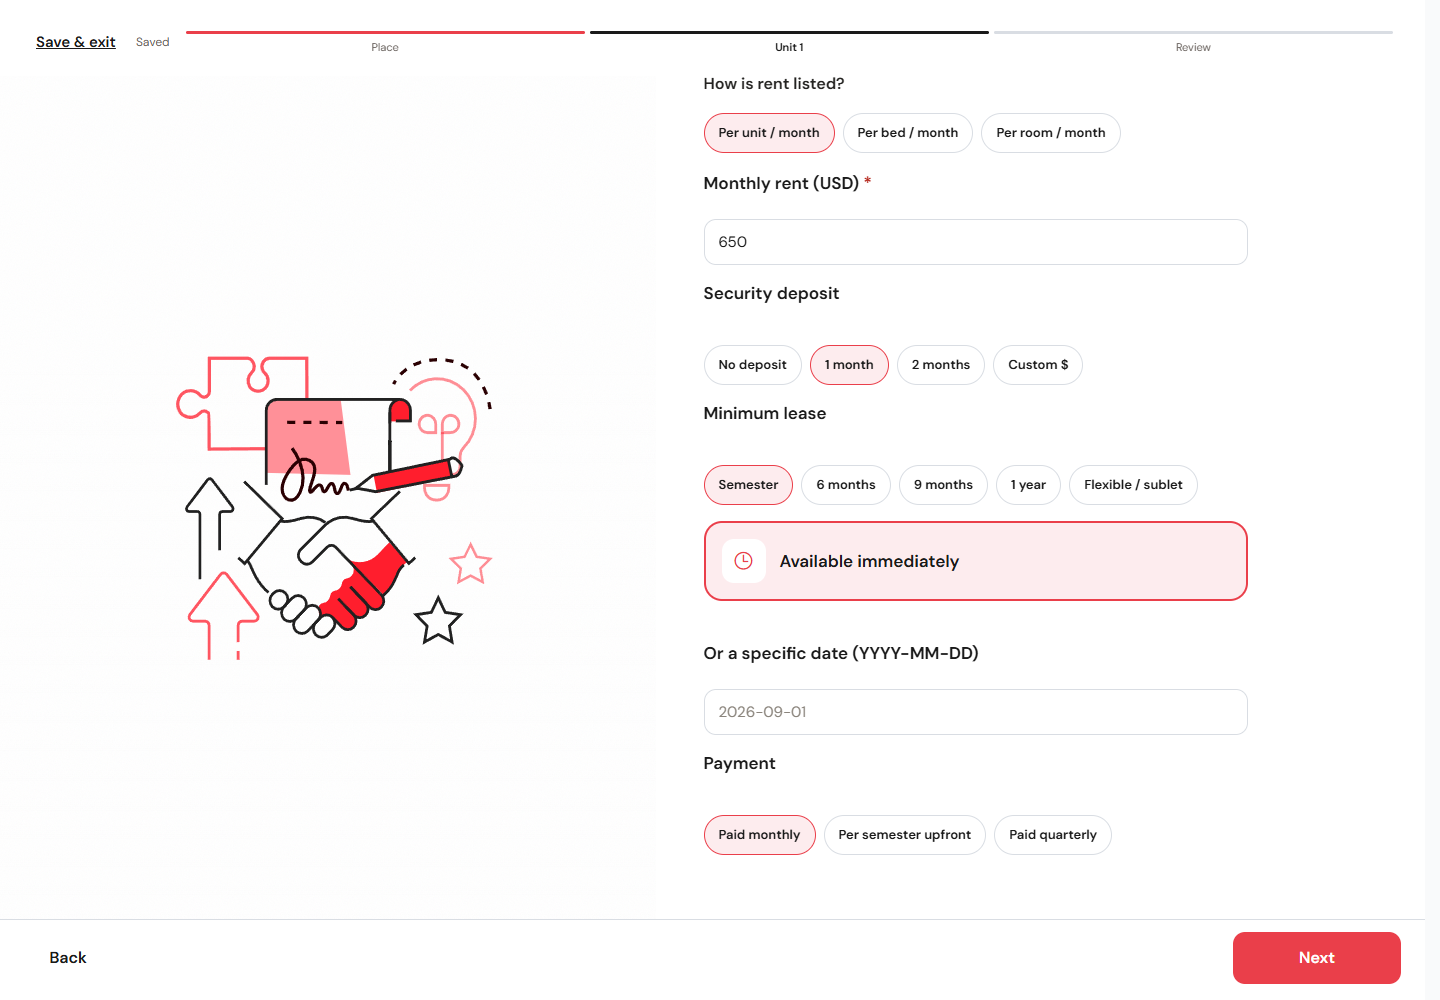 Save & exit
Saved
Place
Unit 1
Review
How is rent listed?
Per unit / month
Per bed / month
Per room / month
Monthly rent (USD) *
650
Security deposit
No deposit
1 month
2 months
Custom $
Minimum lease
Semester
6 months
9 months
1 year
Flexible / sublet
Available immediately
Or a specific date (YYYY-MM-DD)
2026-09-01
Payment
Paid monthly
Per semester upfront
Paid quarterly
Back
Next